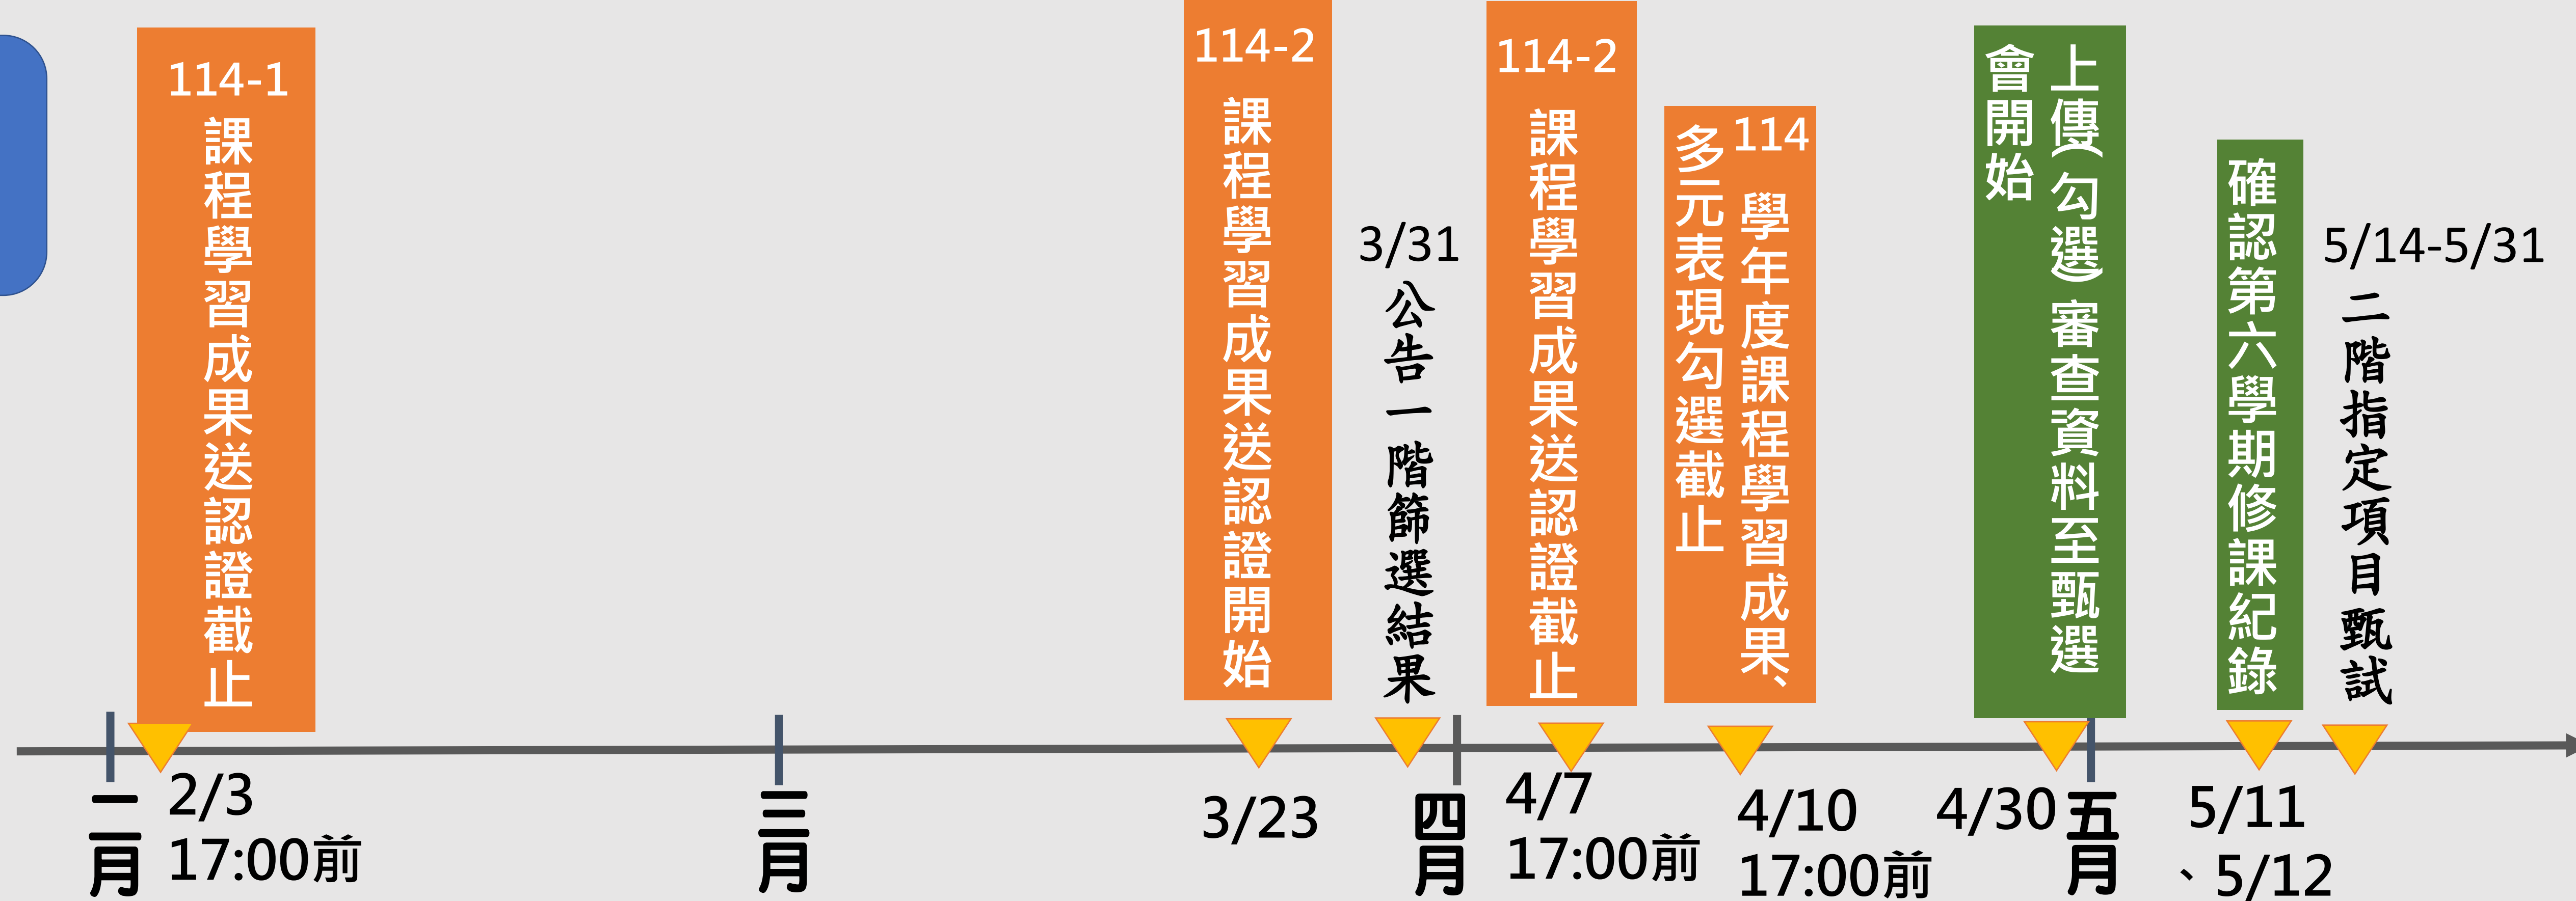 114-1
課程學習成果送認證截止
114-2
課程學習成果送認證開始
3/31
公告一階篩選結果
114-2
課程學習成果送認證截止
114
學年度課程學習成果、
多元表現勾選截止
上傳(勾選)審查資料至甄選
會開始
確認第六學期修課紀錄
5/14-5/31
二階指定項目甄試
二月
2/3
17:00前
三月
3/23
四月
4/7
17:00前
4/10
17:00前
4/30
五月
5/11
、5/12